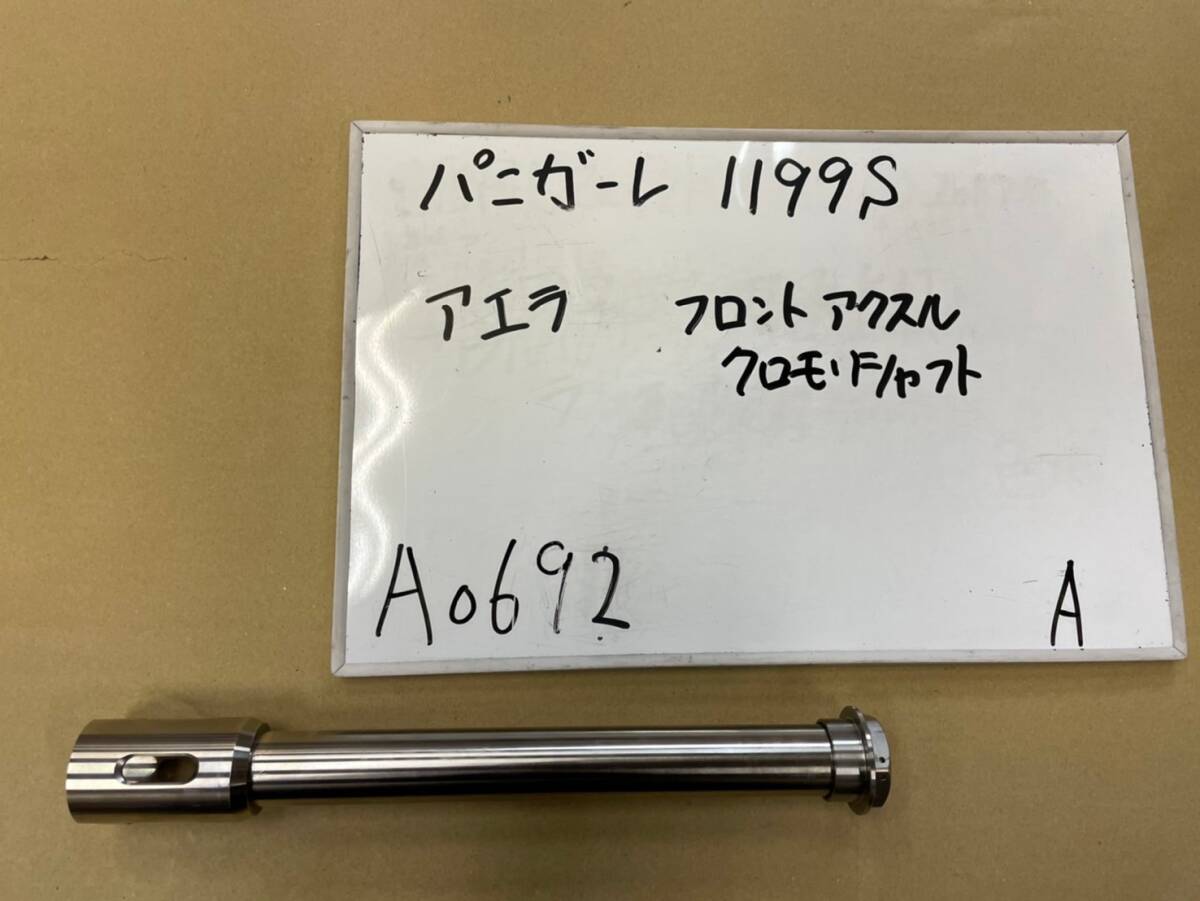 パニガーレ 1199S
アエラ フロントアクスル
クロモリドシャフト
A0692 A